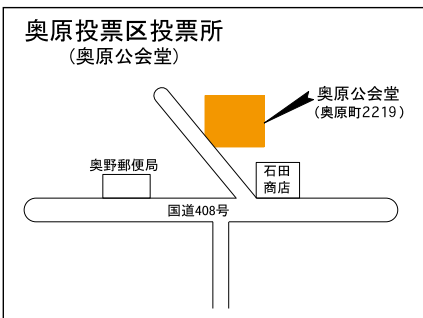 奥原投票区投票所
（奥原公会堂）
奥原公会堂
（奥原町2219）
奥野郵便局
石田
商店
国道408号